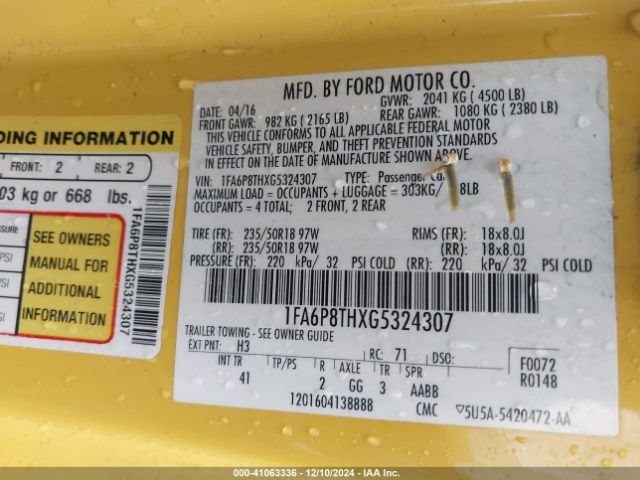 DING INFORMATION
FRONT: 2 REAR: 2
03 kg or 668 lbs.
SEE OWNERS
MANUAL FOR
ADDITIONAL
INFORMATION
PSI
PSI
1FA6P8THXG5324307
MFD. BY FORD MOTOR CO.
DATE: 04/16 GVWR: 2041 KG ( 4500 LB)
FRONT GAWR: 982 KG ( 2165 LB) REAR GAWR: 1080 KG ( 2380 LB)
THIS VEHICLE CONFORMS TO ALL APPLICABLE FEDERAL MOTOR
VEHICLE SAFETY, BUMPER, AND THEFT PREVENTION STANDARDS
IN EFFECT ON THE DATE OF MANUFACTURE SHOWN ABOVE.
VIN: 1FA6P8THXG5324307 TYPE: Passenger Ca
MAXIMUM LOAD = OCCUPANTS + LUGGAGE = 303KG/ 8LB
OCCUPANTS = 4 TOTAL; 2 FRONT, 2 REAR
TIRE (FR): 235/50R18 97W RIMS (FR): 18x8.0J
(RR): 235/50R18 97W (RR): 18x8.0J
PRESSURE (FR): 220 kPa/ 32 PSI COLD (RR): 220 kPa/ 32 PSI COLD
1FA6P8THXG5324307
TRAILER TOWING - SEE OWNER GUIDE
EXT PNT: H3 RC: 71 DSO:
INT TR TP/PS R AXLE TR SPR
41 2 GG 3 AABB
F0072
R0148
1201604138888 CMC 5U5A-5420472-AA
000-41063336 - 12/10/2024 - IAA Inc.